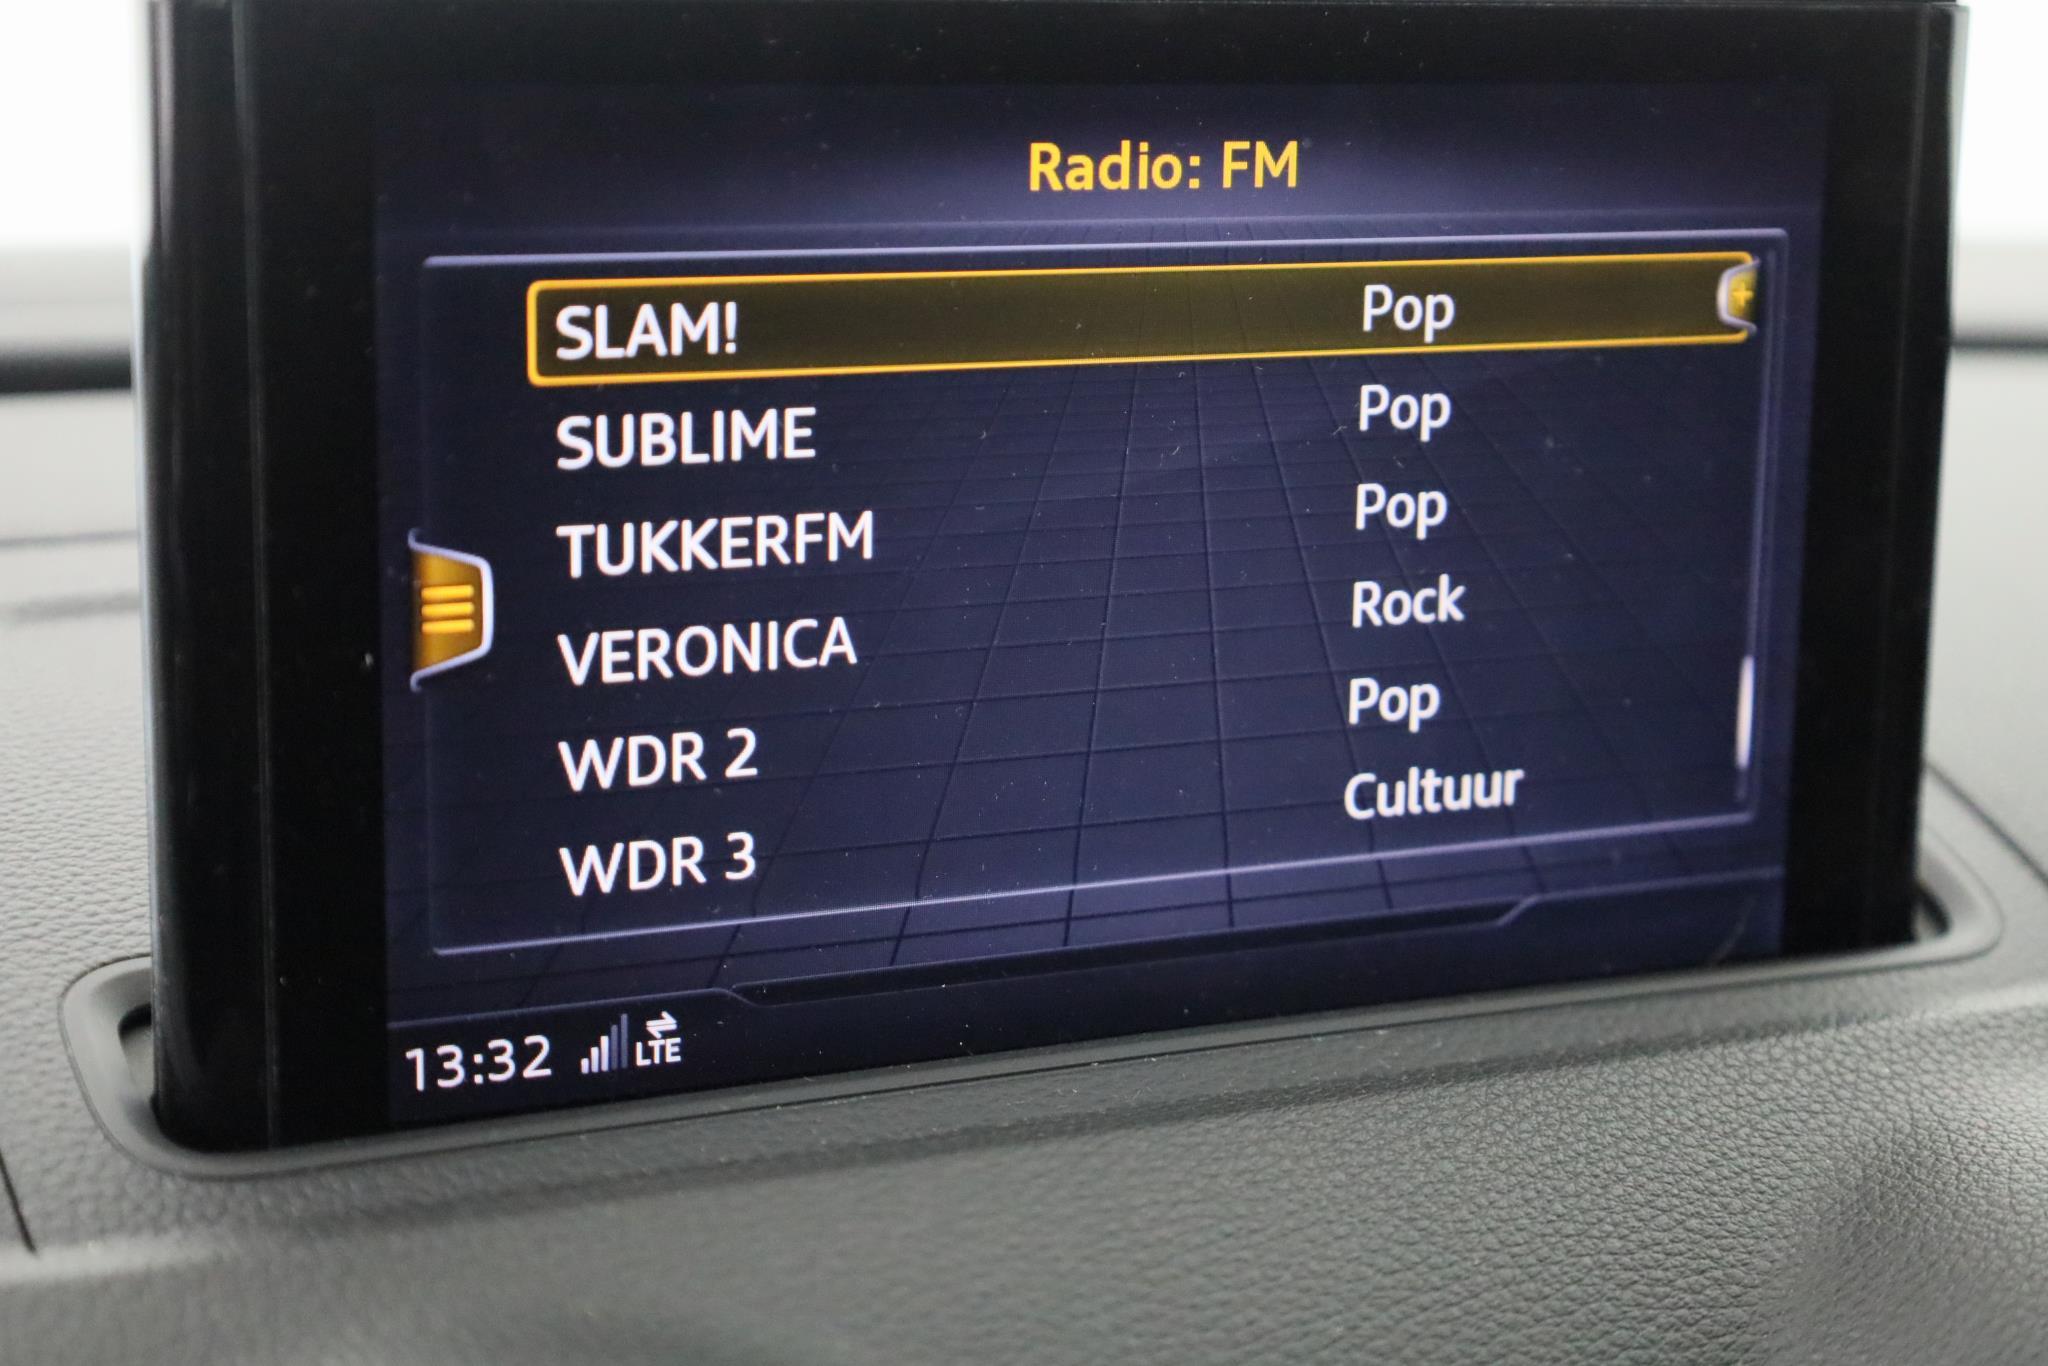 Radio: FM
SLAM! Pop
SUBLIME Pop
TUKKERFM Pop
VERONICA Rock
WDR 2 Pop
WDR 3 Cultuur
13:32 LTE